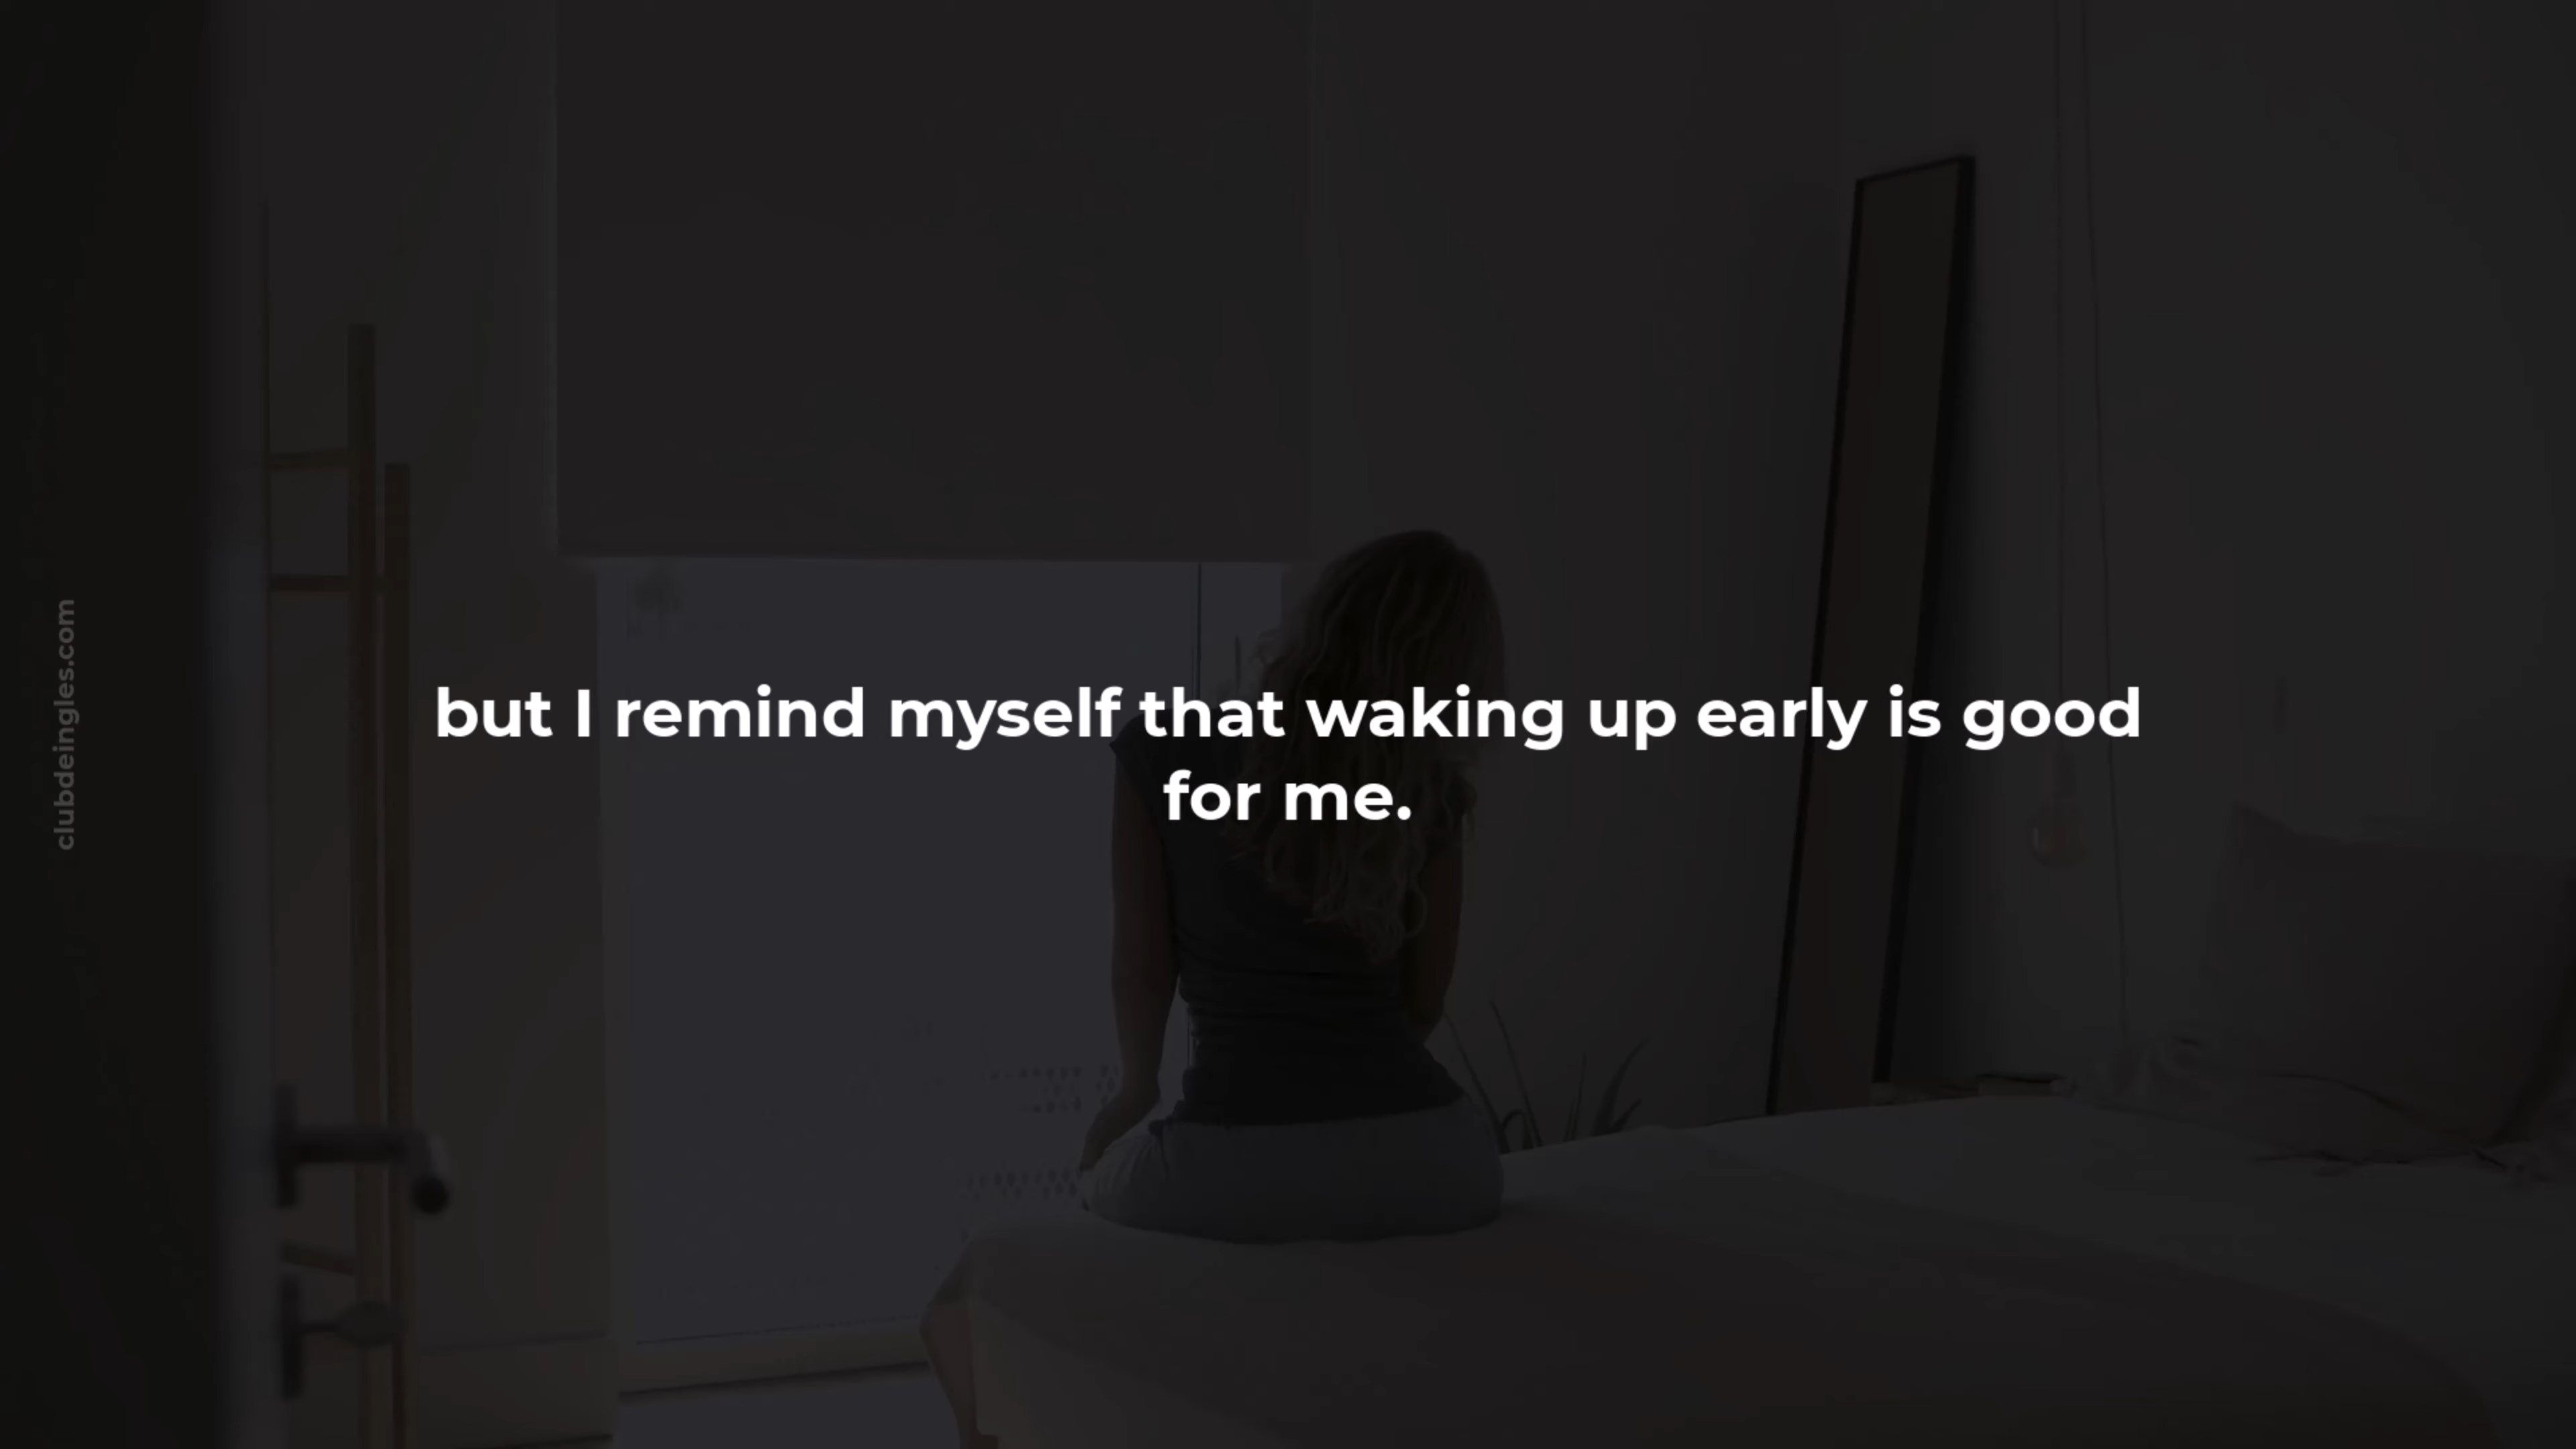 clubdeingles.com
but I remind myself that waking up early is good
for me.